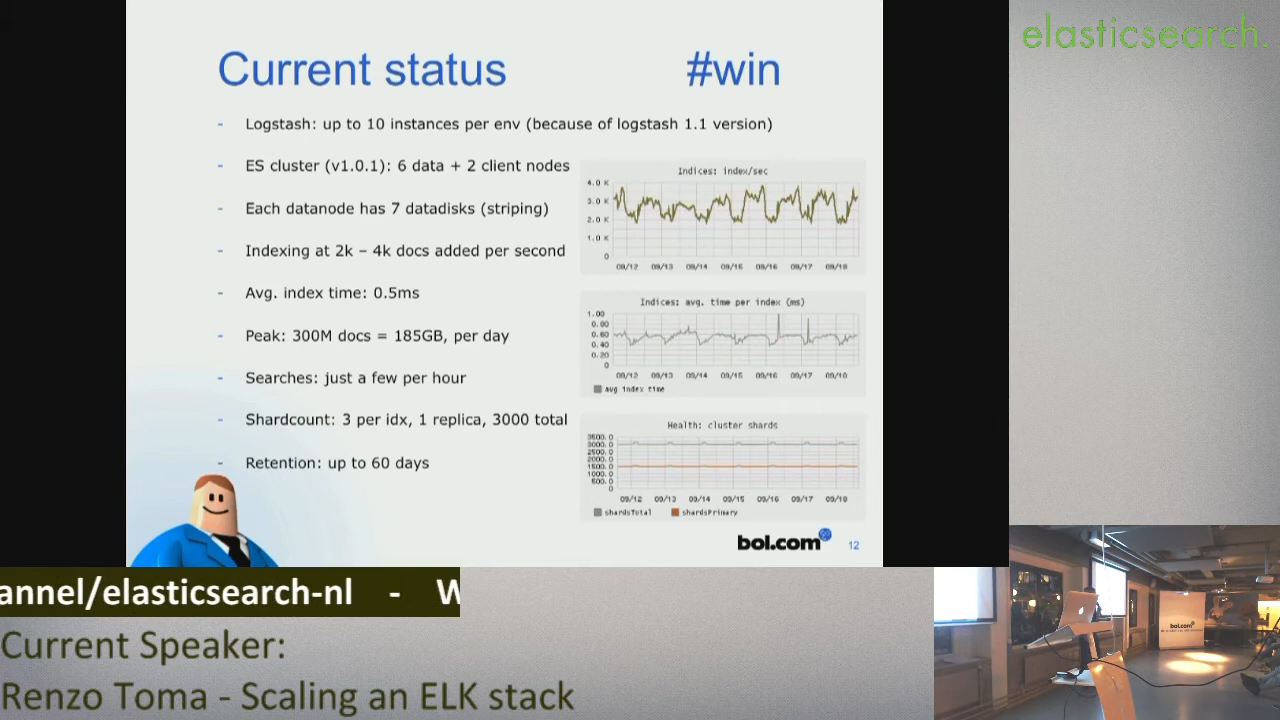 elasticsearch.
Current status #win
- Logstash: up to 10 instances per env (because of logstash 1.1 version)
- ES cluster (v1.0.1): 6 data + 2 client nodes
- Each datanode has 7 datadisks (striping)
- Indexing at 2k – 4k docs added per second
- Avg. index time: 0.5ms
- Peak: 300M docs = 185GB, per day
- Searches: just a few per hour
- Shardcount: 3 per idx, 1 replica, 3000 total
- Retention: up to 60 days
Indices: index/sec
4.0 K
3.0 K
2.0 K
1.0 K
0
09/12 09/13 09/14 09/15 09/16 09/17 09/18
Indices: avg. time per index (ms)
1.00
0.80
0.60
0.40
0.20
0
09/12 09/13 09/14 09/15 09/16 09/17 09/18
avg index time
Health: cluster shards
3500.0
3000.0
2500.0
2000.0
1500.0
1000.0
500.0
0
09/12 09/13 09/14 09/15 09/16 09/17 09/18
shardsTotal shardsPrimary
bol.com 12
annel/elasticsearch-nl - W
Current Speaker:
Renzo Toma - Scaling an ELK stack
bol.com